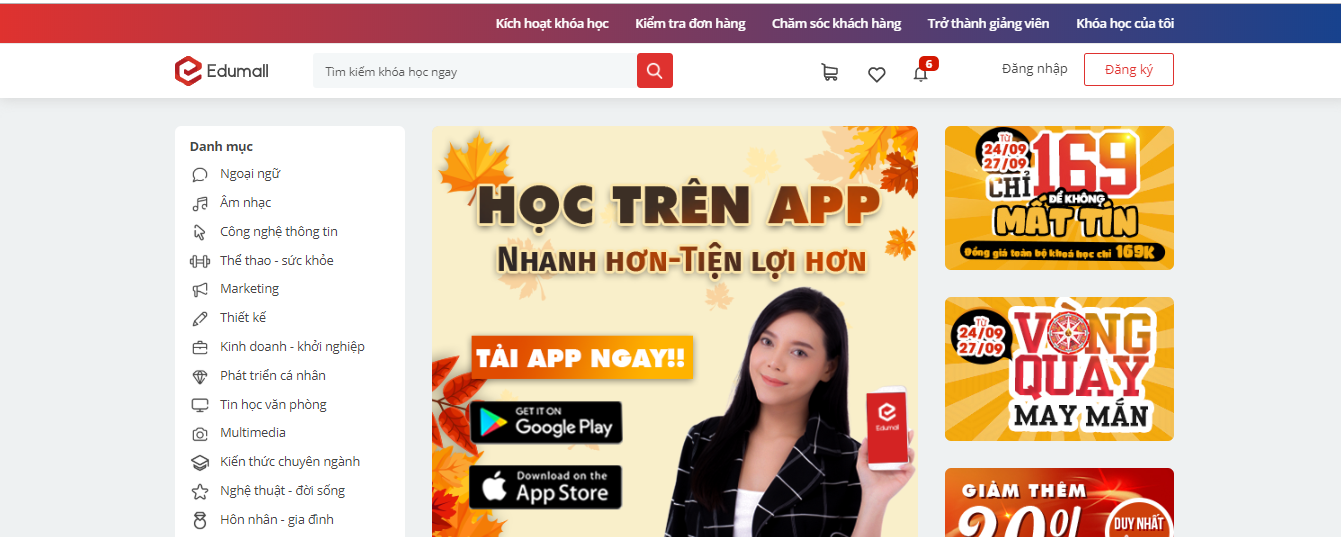 Kích hoạt khóa học Kiểm tra đơn hàng Chăm sóc khách hàng Trở thành giảng viên Khóa học của tôi
Edumall
Tìm kiếm khóa học ngay
6
Đăng nhập
Đăng ký
Danh mục
Ngoại ngữ
Âm nhạc
Công nghệ thông tin
Thể thao - sức khỏe
Marketing
Thiết kế
Kinh doanh - khởi nghiệp
Phát triển cá nhân
Tin học văn phòng
Multimedia
Kiến thức chuyên ngành
Nghệ thuật - đời sống
Hôn nhân - gia đình
HỌC TRÊN APP
NHANH HƠN-TIỆN LỢI HƠN
TẢI APP NGAY!!
GET IT ON
Google Play
Download on the
App Store
Edumall
TỪ
24/09
27/09
CHỈ 169
ĐỂ KHÔNG
MẤT TÍN
Đồng giá toàn bộ khoá học chỉ 169K
TỪ
24/09
27/09
VÒNG
QUAY
MAY MẮN
GIẢM THÊM
20%
DUY NHẤT